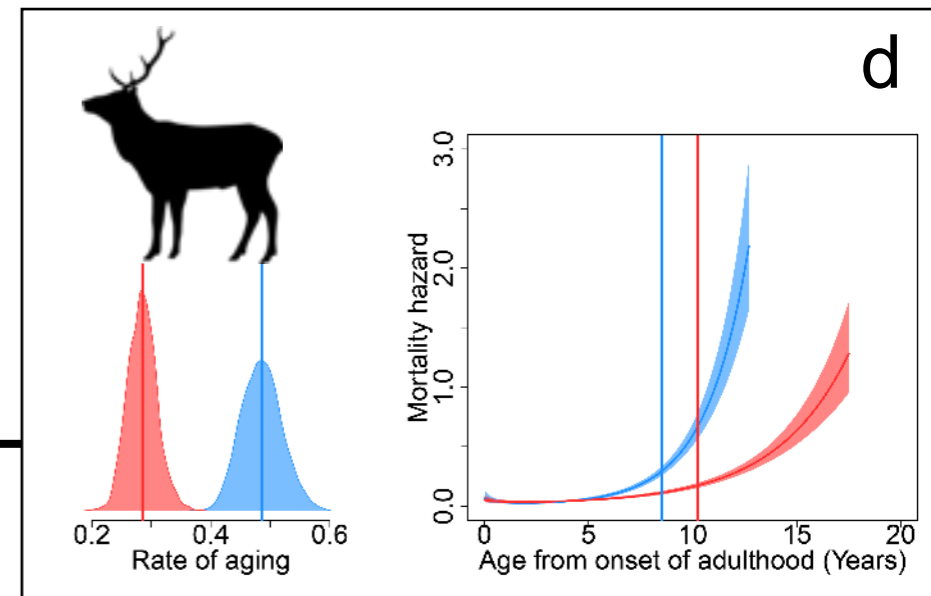 d
3.0
2.0
1.0
0.0
Mortality hazard
0.2 0.4 0.6
Rate of aging
0 5 10 15 20
Age from onset of adulthood (Years)